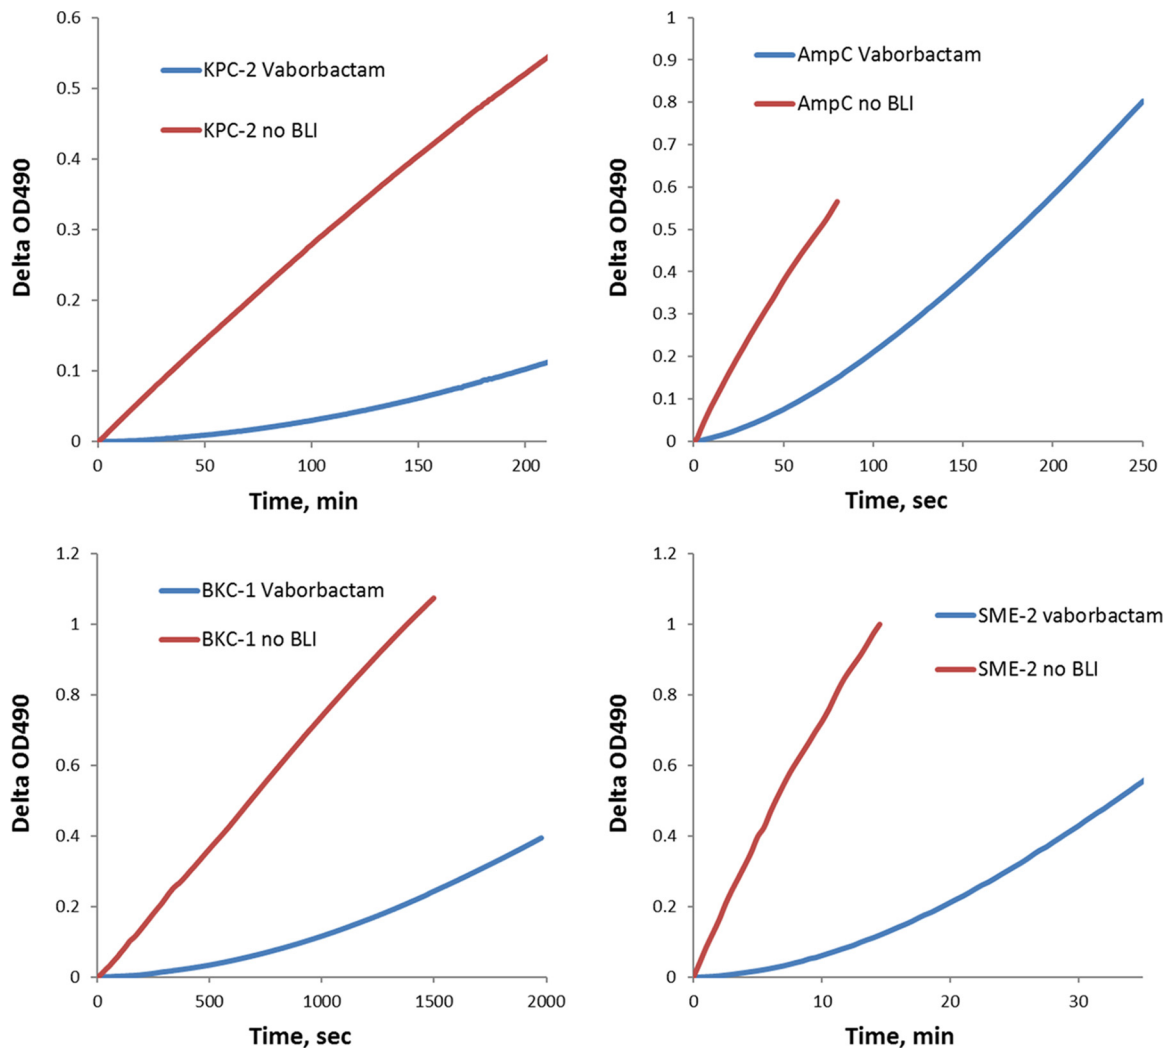 KPC-2 Vaborbactam
KPC-2 no BLI
Delta OD490
0.6
0.5
0.4
0.3
0.2
0.1
0
0 50 100 150 200
Time, min
AmpC Vaborbactam
AmpC no BLI
Delta OD490
1
0.9
0.8
0.7
0.6
0.5
0.4
0.3
0.2
0.1
0
0 50 100 150 200 250
Time, sec
BKC-1 Vaborbactam
BKC-1 no BLI
Delta OD490
1.2
1
0.8
0.6
0.4
0.2
0
0 500 1000 1500 2000
Time, sec
SME-2 vaborbactam
SME-2 no BLI
Delta OD490
1.2
1
0.8
0.6
0.4
0.2
0
0 10 20 30
Time, min